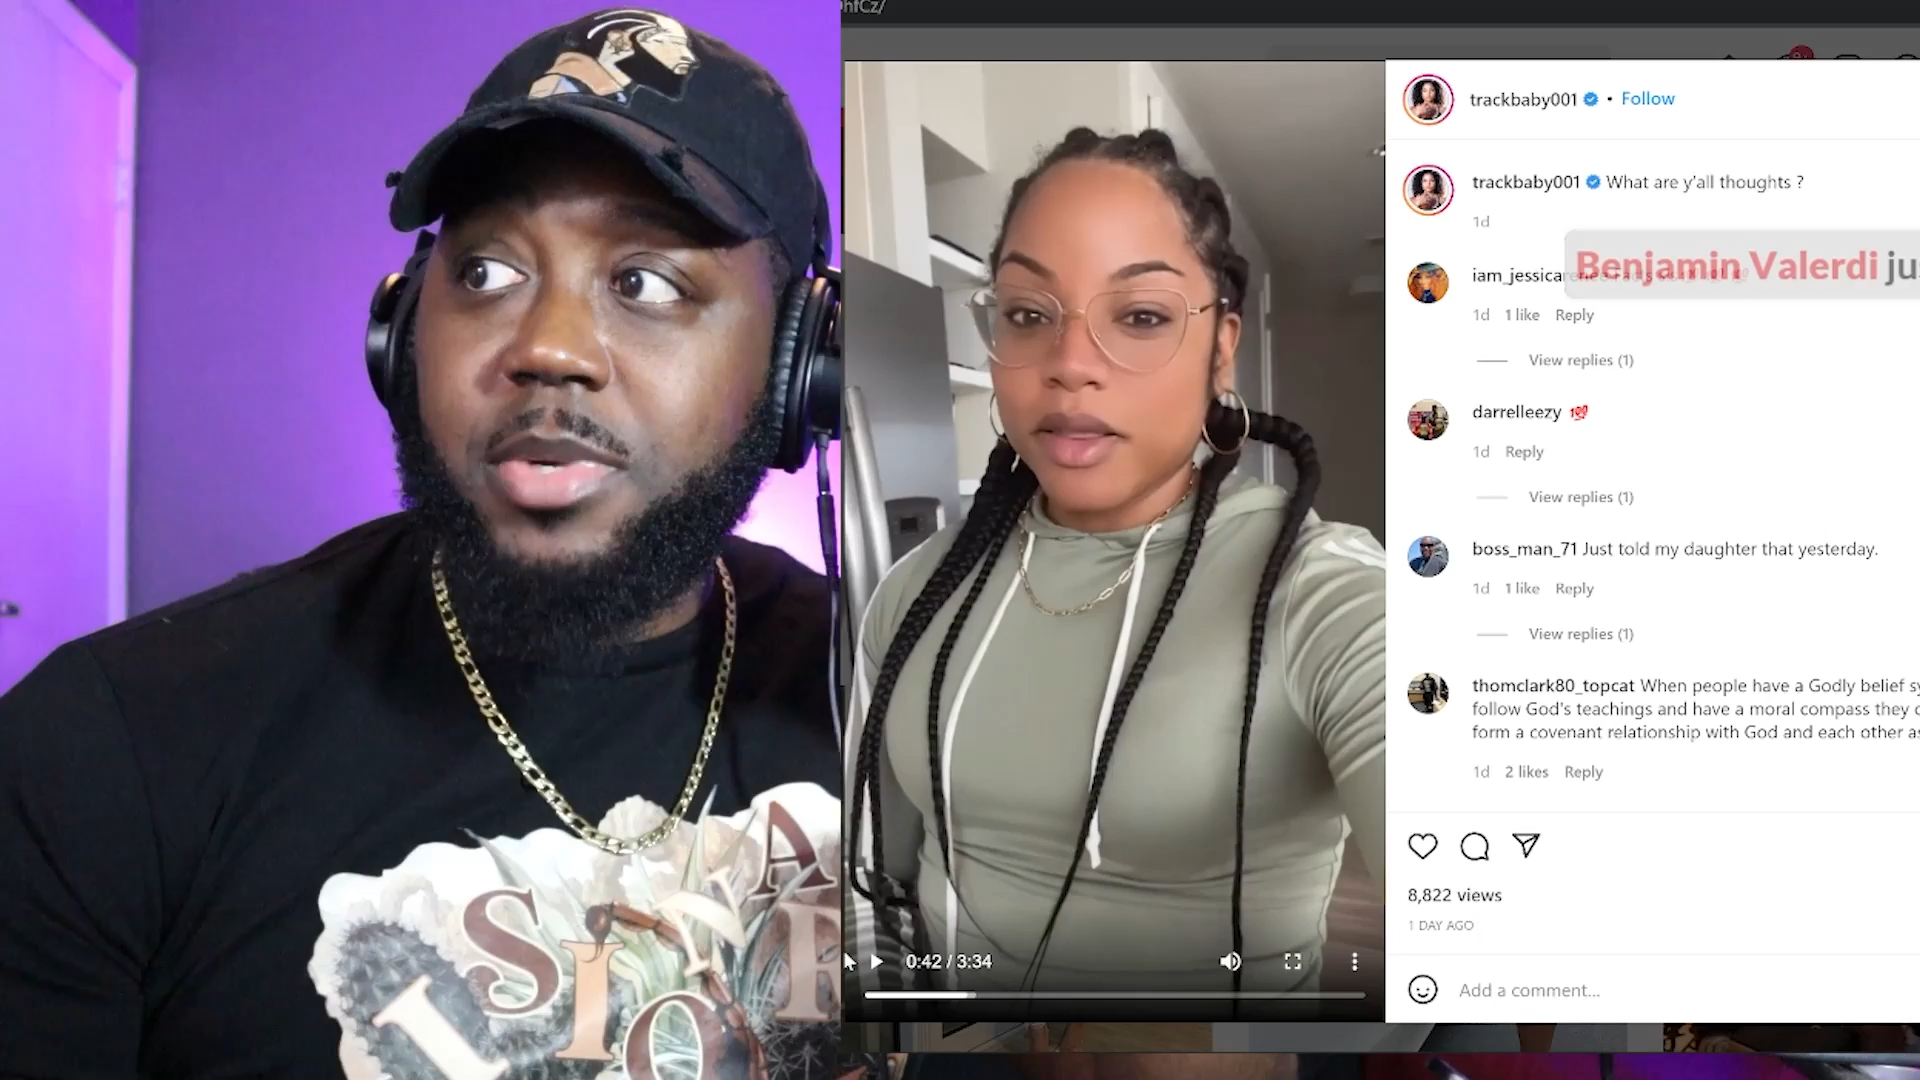 hfCz/
trackbaby001 • Follow
trackbaby001 What are y'all thoughts ?
1d
Benjamin Valerdi ju
iam_jessica
1d 1 like Reply
View replies (1)
darrelleezy 💯
1d Reply
View replies (1)
boss_man_71 Just told my daughter that yesterday.
1d 1 like Reply
View replies (1)
thomclark80_topcat When people have a Godly belief sy
follow God's teachings and have a moral compass they c
form a covenant relationship with God and each other as
1d 2 likes Reply
8,822 views
1 DAY AGO
0:42 / 3:34
Add a comment...